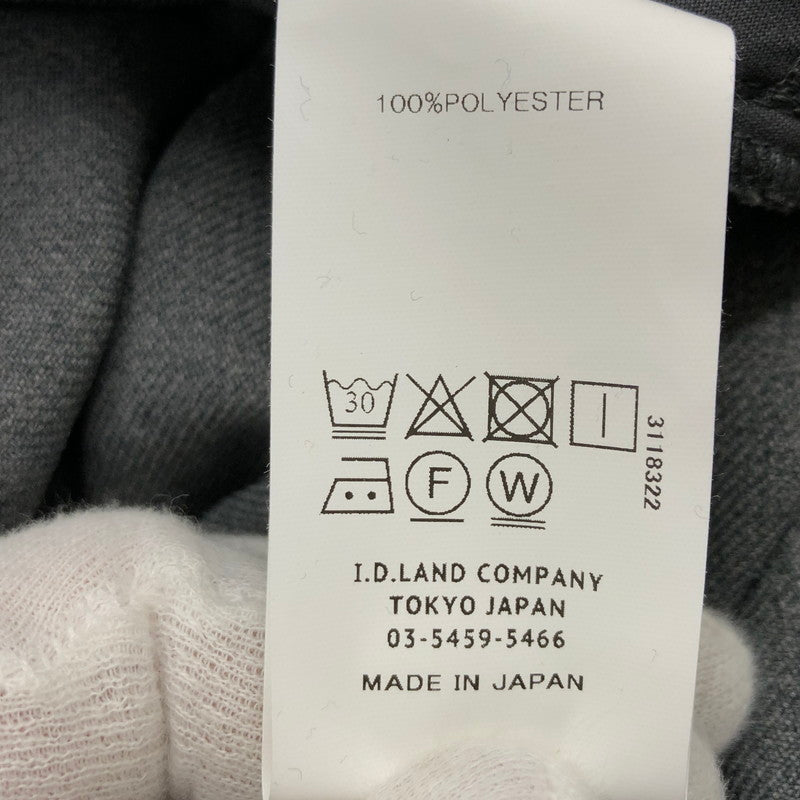 100%POLYESTER
30
3118322
F W
I.D.LAND COMPANY
TOKYO JAPAN
03-5459-5466
MADE IN JAPAN